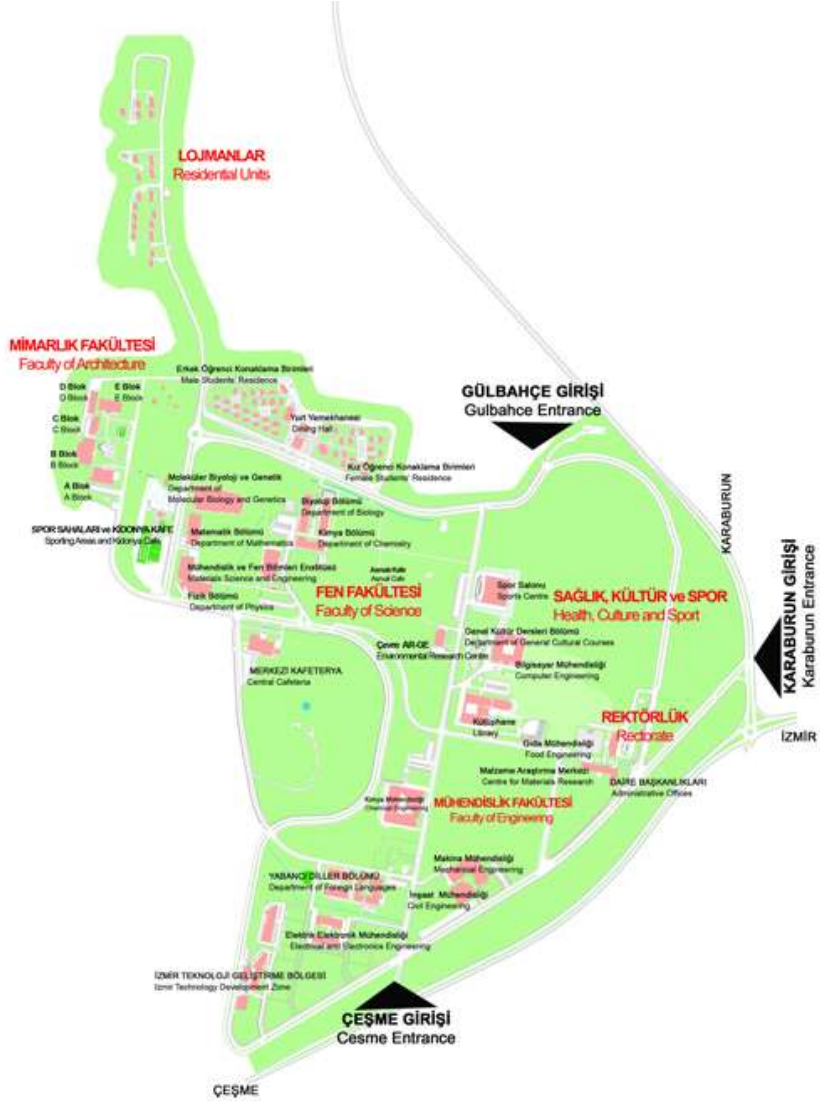 LOJMANLAR
Residential Units
MİMARLIK FAKÜLTESİ
Faculty of Architecture
D Blok
D Block
E Blok
E Block
C Blok
C Block
B Blok
B Block
A Blok
A Block
Erkek Öğrenci Konaklama Birimleri
Male Students' Residence
Yurt Yemekhanesi
Dining Hall
Kız Öğrenci Konaklama Birimleri
Female Students' Residence
GÜLBAHÇE GİRİŞİ
Gulbahce Entrance
KARABURUN
KARABURUN GİRİŞİ
Karaburun Entrance
İZMİR
Moleküler Biyoloji ve Genetik
Department of
Molecular Biology and Genetics
Biyoloji Bölümü
Department of Biology
SPOR SAHALARI ve KİDONYA KAFE
Sporting Areas and Kidonya Cafe
Matematik Bölümü
Department of Mathematics
Kimya Bölümü
Department of Chemistry
Mühendislik ve Fen Bilimleri Enstitüsü
Materials Science and Engineering
Fizik Bölümü
Department of Physics
FEN FAKÜLTESİ
Faculty of Science
Spor Salonu
Sports Centre
SAĞLIK, KÜLTÜR ve SPOR
Health, Culture and Sport
Çevre AR-GE
Environmental Research Centre
Genel Kültür Dersleri Bölümü
Department of General Cultural Courses
Bilgisayar Mühendisliği
Computer Engineering
MERKEZİ KAFETERYA
Central Cafeteria
Kütüphane
Library
REKTÖRLÜK
Rectorate
Gıda Mühendisliği
Food Engineering
Malzeme Araştırma Merkezi
Centre for Materials Research
DAİRE BAŞKANLIKLARI
Administrative Offices
Kimya Mühendisliği
Chemical Engineering
MÜHENDİSLİK FAKÜLTESİ
Faculty of Engineering
Makina Mühendisliği
Mechanical Engineering
YABANCI DİLLER BÖLÜMÜ
Department of Foreign Languages
İnşaat Mühendisliği
Civil Engineering
Elektrik Elektronik Mühendisliği
Electrical and Electronics Engineering
İZMİR TEKNOLOJİ GELİŞTİRME BÖLGESİ
Izmir Technology Development Zone
ÇEŞME GİRİŞİ
Cesme Entrance
ÇEŞME